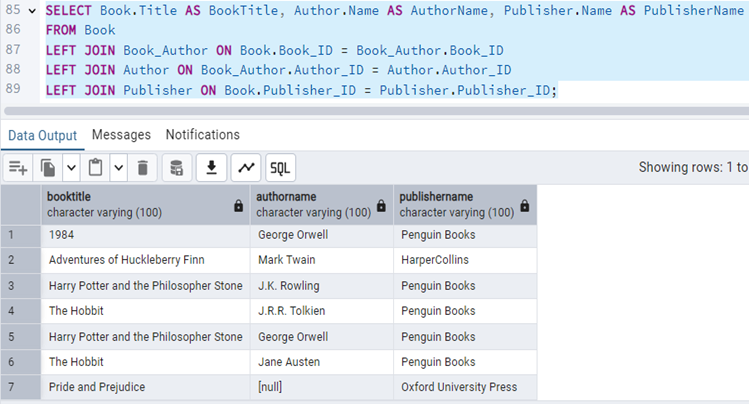 85 SELECT Book.Title AS BookTitle, Author.Name AS AuthorName, Publisher.Name AS PublisherName
86 FROM Book
87 LEFT JOIN Book_Author ON Book.Book_ID = Book_Author.Book_ID
88 LEFT JOIN Author ON Book_Author.Author_ID = Author.Author_ID
89 LEFT JOIN Publisher ON Book.Publisher_ID = Publisher.Publisher_ID;
Data Output Messages Notifications
SQL Showing rows: 1 to
booktitle authorname publishername
character varying (100) character varying (100) character varying (100)
1 1984 George Orwell Penguin Books
2 Adventures of Huckleberry Finn Mark Twain HarperCollins
3 Harry Potter and the Philosopher Stone J.K. Rowling Penguin Books
4 The Hobbit J.R.R. Tolkien Penguin Books
5 Harry Potter and the Philosopher Stone George Orwell Penguin Books
6 The Hobbit Jane Austen Penguin Books
7 Pride and Prejudice [null] Oxford University Press